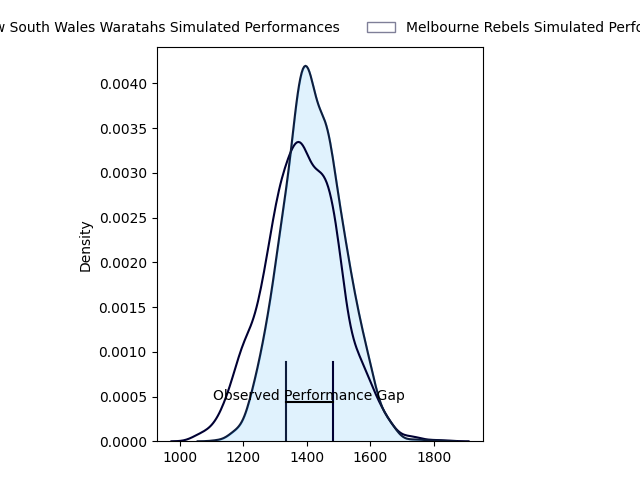 South Wales Waratahs Simulated Performances
Melbourne Rebels Simulated
Density
0.0040
0.0035
0.0030
0.0025
0.0020
0.0015
0.0010
0.0005
0.0000
Observed Performance Gap
1000 1200 1400 1600 1800